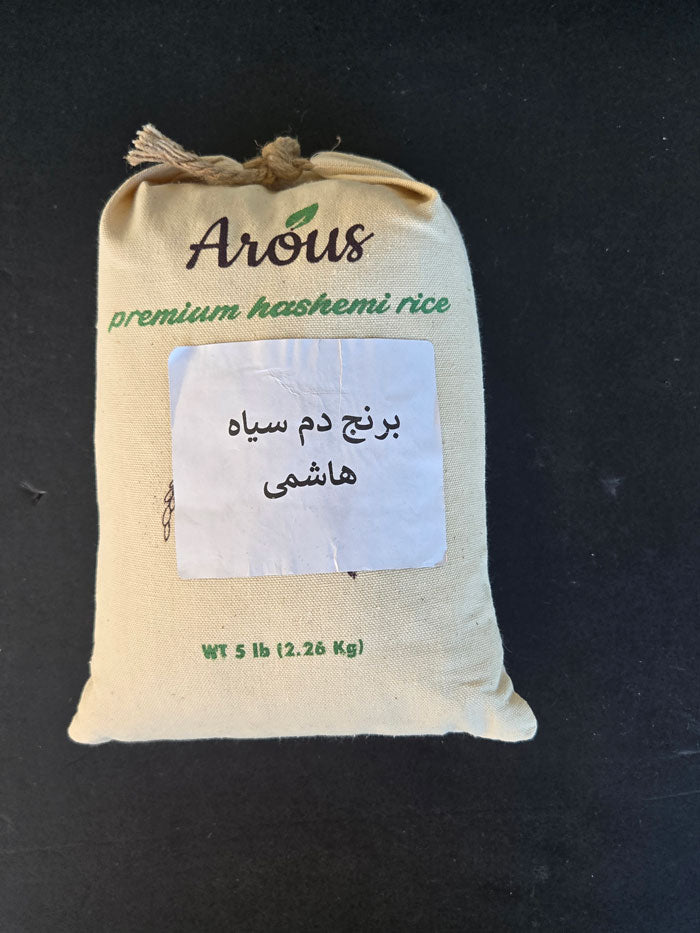 Arous
premium hashemi rice
برنج دم سیاه
هاشمی
WT 5 lb (2.26 Kg)